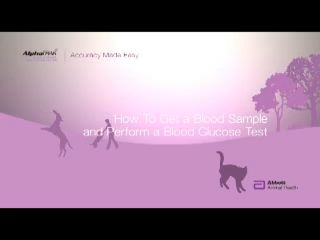 AlphaTRAK
Accuracy Made Easy
How To Get a Blood Sample
and Perform a Blood Glucose Test
Abbott
Animal Health